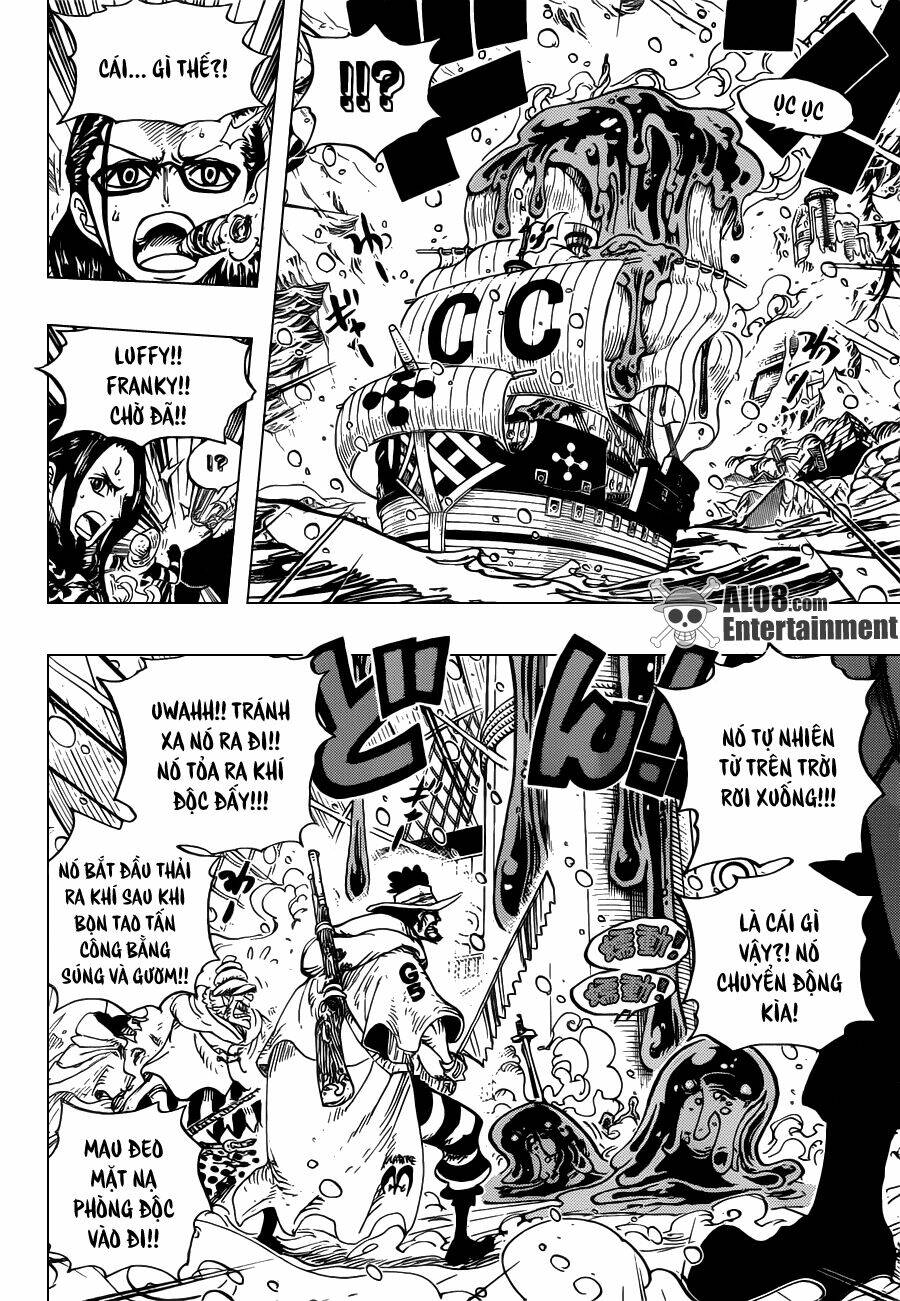 CÁI... GÌ THẾ?!
!!?
ỤC ỤC
C C
LUFFY!!
FRANKY!!
CHỜ ĐÃ!!
!?
AL08.com
Entertainment
UWAHH!! TRÁNH
XA NÓ RA ĐI!!
NÓ TỎA RA KHÍ
ĐỘC ĐẤY!!!
どん!!
NÓ TỰ NHIÊN
TỪ TRÊN TRỜI
RƠI XUỐNG!!!
NÓ BẮT ĐẦU THẢI
RA KHÍ SAU KHI
BỌN TAO TẤN
CÔNG BẰNG
SÚNG VÀ GƯƠM!!
LÀ CÁI GÌ
VẬY?! NÓ
CHUYỂN ĐỘNG
KÌA!
G5
MAU ĐEO
MẶT NẠ
PHÒNG ĐỘC
VÀO ĐI!!